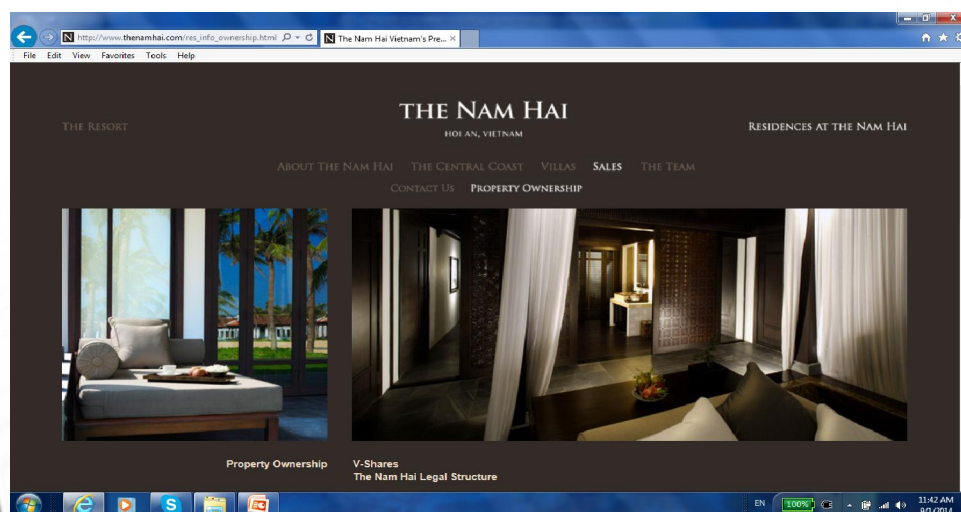 http://www.thenamhai.com/res_info_ownership.html
The Nam Hai Vietnam's Pre...
File Edit View Favorites Tools Help
THE NAM HAI
HOI AN, VIETNAM
THE RESORT
RESIDENCES AT THE NAM HAI
ABOUT THE NAM HAI THE CENTRAL COAST VILLAS SALES THE TEAM
CONTACT US PROPERTY OWNERSHIP
Property Ownership
V-Shares
The Nam Hai Legal Structure
EN 100% 11:42 AM
9/1/2014